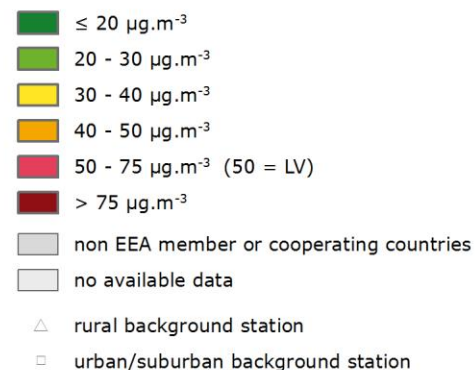 ≤ 20 µg.m-3
20 - 30 µg.m-3
30 - 40 µg.m-3
40 - 50 µg.m-3
50 - 75 µg.m-3 (50 = LV)
> 75 µg.m-3
non EEA member or cooperating countries
no available data
rural background station
urban/suburban background station